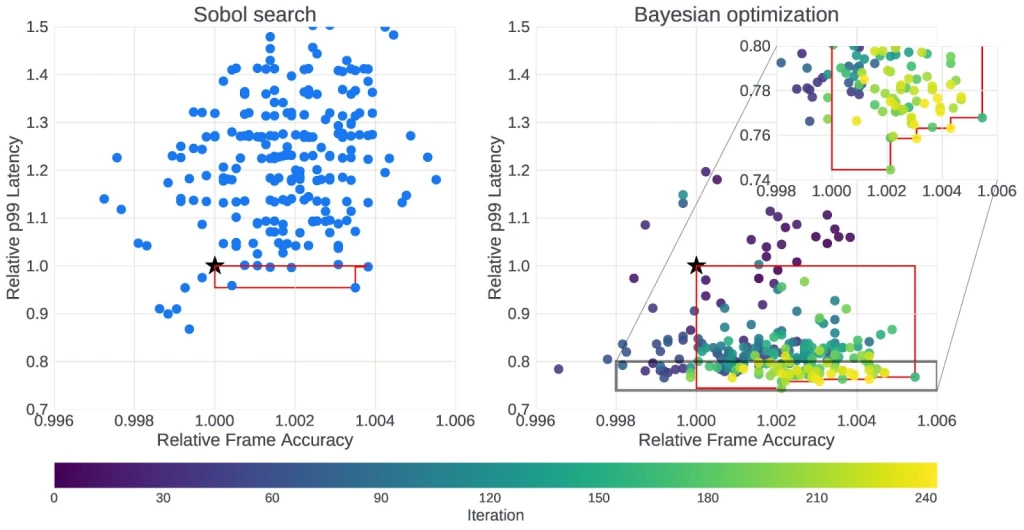 Sobol search
Bayesian optimization
1.5
1.4
1.3
1.2
1.1
1.0
0.9
0.8
0.7
Relative p99 Latency
0.996 0.998 1.000 1.002 1.004 1.006
Relative Frame Accuracy
1.5
1.4
1.3
1.2
1.1
1.0
0.9
0.8
0.7
Relative p99 Latency
0.996 0.998 1.000 1.002 1.004 1.006
Relative Frame Accuracy
0.80
0.78
0.76
0.74
0.998 1.000 1.002 1.004 1.006
0 30 60 90 120 150 180 210 240
Iteration